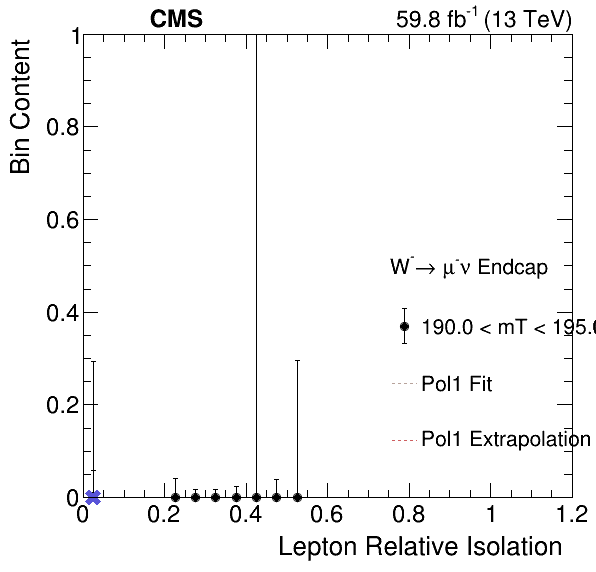 CMS
59.8 fb⁻¹ (13 TeV)
Bin Content
1
0.8
0.6
0.4
0.2
0
W⁻→ μ⁻ν Endcap
190.0 < mT < 195.0
Pol1 Fit
Pol1 Extrapolation
0 0.2 0.4 0.6 0.8 1 1.2
Lepton Relative Isolation